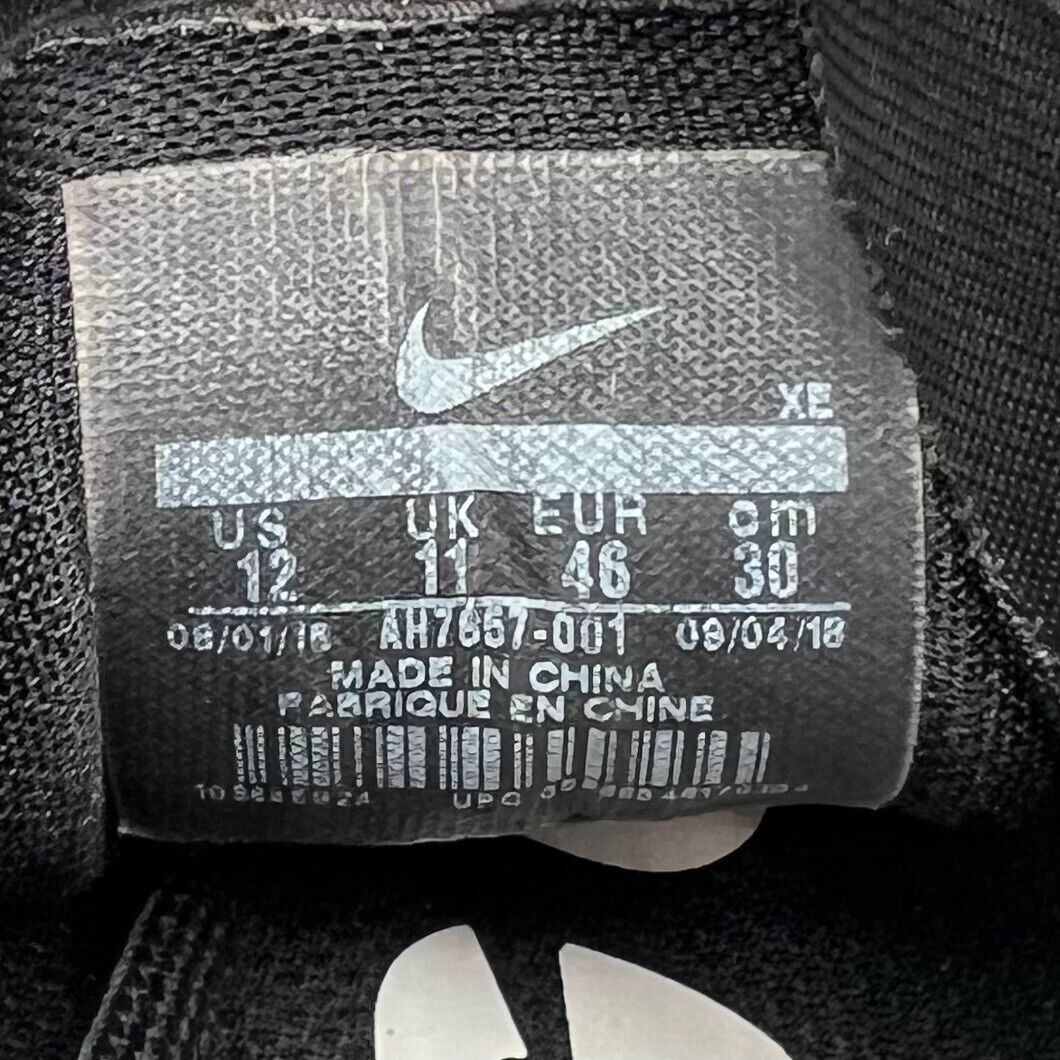 XE
US UK EUR cm
12 11 46 30
08/01/18 AH7657-001 09/04/18
MADE IN CHINA
FABRIQUE EN CHINE
UPC